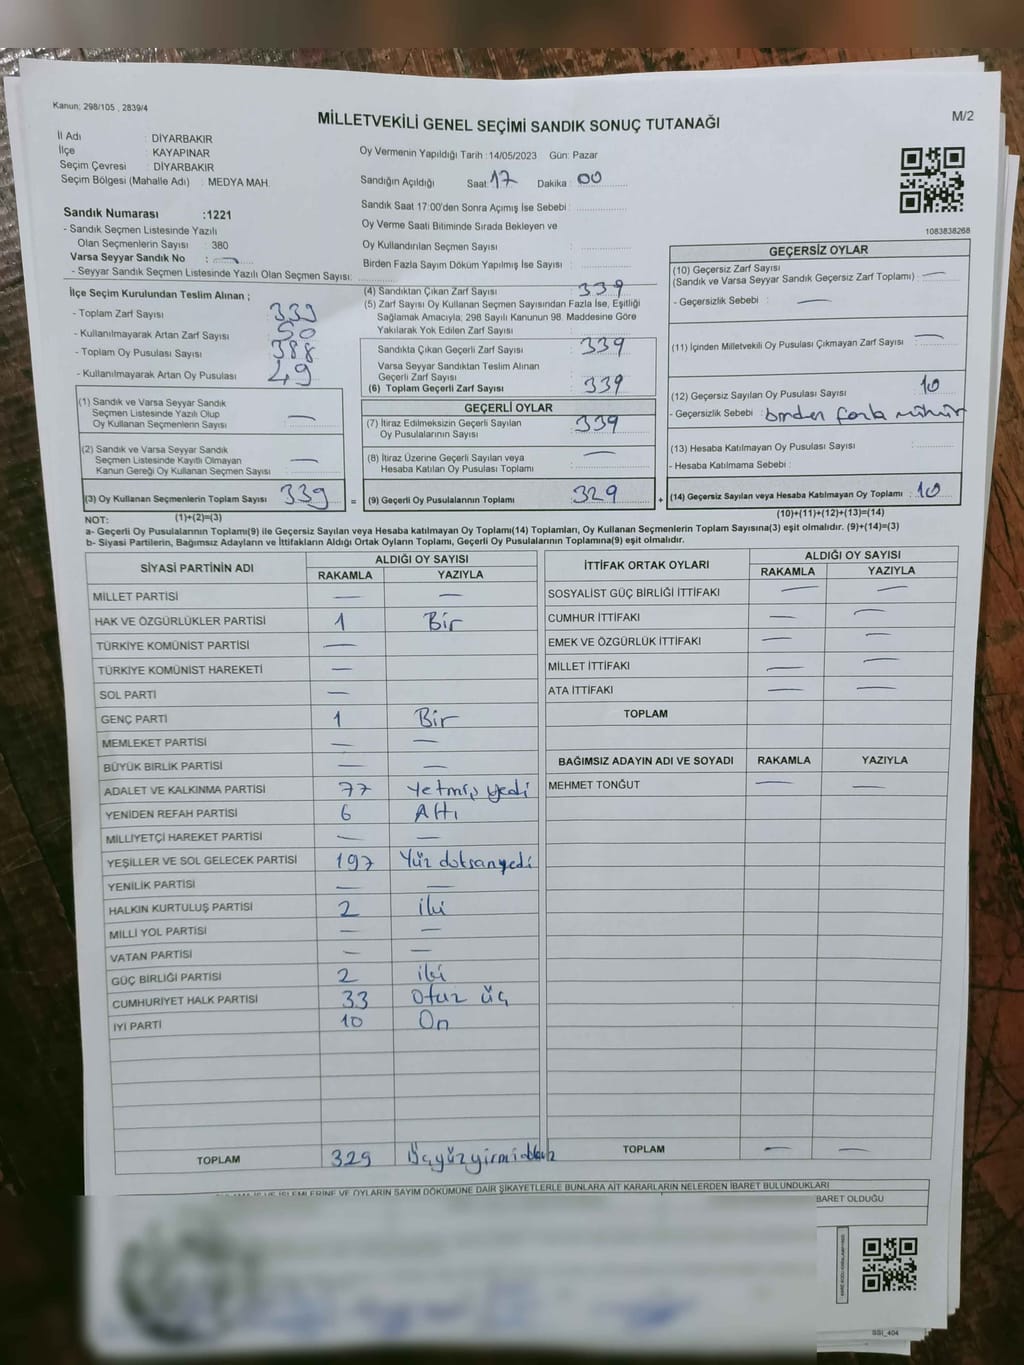 Kanun: 298/105 , 2839/4
MİLLETVEKİLİ GENEL SEÇİMİ SANDIK SONUÇ TUTANAĞI
M/2
İl Adı : DİYARBAKIR
İlçe : KAYAPINAR
Seçim Çevresi : DİYARBAKIR
Seçim Bölgesi (Mahalle Adı) : MEDYA MAH.
Oy Vermenin Yapıldığı Tarih :14/05/2023 Gün: Pazar
Sandığın Açıldığı Saat: 17 Dakika : 00
Sandık Saat 17:00'den Sonra Açımış İse Sebebi :
Oy Verme Saati Bitiminde Sırada Bekleyen ve
Oy Kullandırılan Seçmen Sayısı :
Birden Fazla Sayım Döküm Yapılmış İse Sayısı :
1083838268
Sandık Numarası :1221
- Sandık Seçmen Listesinde Yazılı
Olan Seçmenlerin Sayısı : 380
Varsa Seyyar Sandık No : —
- Seyyar Sandık Seçmen Listesinde Yazılı Olan Seçmen Sayısı:
İlçe Seçim Kurulundan Teslim Alınan ;
- Toplam Zarf Sayısı 339
- Kullanılmayarak Artan Zarf Sayısı 50
- Toplam Oy Pusulası Sayısı 388
- Kullanılmayarak Artan Oy Pusulası 49
(1) Sandık ve Varsa Seyyar Sandık
Seçmen Listesinde Yazılı Olup
Oy Kullanan Seçmenlerin Sayısı : —
(2) Sandık ve Varsa Seyyar Sandık
Seçmen Listesinde Kayıtlı Olmayan
Kanun Gereği Oy Kullanan Seçmen Sayısı : —
(3) Oy Kullanan Seçmenlerin Toplam Sayısı : 339
(1)+(2)=(3)
(4) Sandıktan Çıkan Zarf Sayısı : 339
(5) Zarf Sayısı Oy Kullanan Seçmen Sayısından Fazla İse, Eşitliği
Sağlamak Amacıyla; 298 Sayılı Kanunun 98. Maddesine Göre
Yakılarak Yok Edilen Zarf Sayısı :
Sandıkta Çıkan Geçerli Zarf Sayısı : 339
Varsa Seyyar Sandıktan Teslim Alınan
Geçerli Zarf Sayısı :
(6) Toplam Geçerli Zarf Sayısı : 339
GEÇERLİ OYLAR
(7) İtiraz Edilmeksizin Geçerli Sayılan
Oy Pusulalarının Sayısı : 339
(8) İtiraz Üzerine Geçerli Sayılan veya
Hesaba Katılan Oy Pusulası Toplamı : —
= (9) Geçerli Oy Pusulalarının Toplamı : 329
GEÇERSİZ OYLAR
(10) Geçersiz Zarf Sayısı
(Sandık ve Varsa Seyyar Sandık Geçersiz Zarf Toplamı) : —
- Geçersizlik Sebebi : —
(11) İçinden Milletvekili Oy Pusulası Çıkmayan Zarf Sayısı : —
(12) Geçersiz Sayılan Oy Pusulası Sayısı : 10
- Geçersizlik Sebebi : birden fazla mühür
(13) Hesaba Katılmayan Oy Pusulası Sayısı :
- Hesaba Katılmama Sebebi :
+ (14) Geçersiz Sayılan veya Hesaba Katılmayan Oy Toplamı : 10
(10)+(11)+(12)+(13)=(14)
NOT:
a- Geçerli Oy Pusulalarının Toplamı(9) ile Geçersiz Sayılan veya Hesaba katılmayan Oy Toplamı(14) Toplamları, Oy Kullanan Seçmenlerin Toplam Sayısına(3) eşit olmalıdır. (9)+(14)=(3)
b- Siyasi Partilerin, Bağımsız Adayların ve İttifakların Aldığı Ortak Oyların Toplamı, Geçerli Oy Pusulalarının Toplamına(9) eşit olmalıdır.
SİYASİ PARTİNİN ADI ALDIĞI OY SAYISI
RAKAMLA YAZIYLA
MİLLET PARTİSİ — —
HAK VE ÖZGÜRLÜKLER PARTİSİ 1 Bir
TÜRKİYE KOMÜNİST PARTİSİ —
TÜRKİYE KOMÜNİST HAREKETİ —
SOL PARTİ —
GENÇ PARTİ 1 Bir
MEMLEKET PARTİSİ — —
BÜYÜK BİRLİK PARTİSİ — —
ADALET VE KALKINMA PARTİSİ 77 Yetmiş yedi
YENİDEN REFAH PARTİSİ 6 Altı
MİLLİYETÇİ HAREKET PARTİSİ — —
YEŞİLLER VE SOL GELECEK PARTİSİ 197 Yüz doksanyedi
YENİLİK PARTİSİ — —
HALKIN KURTULUŞ PARTİSİ 2 iki
MİLLİ YOL PARTİSİ — —
VATAN PARTİSİ — —
GÜÇ BİRLİĞİ PARTİSİ 2 iki
CUMHURİYET HALK PARTİSİ 33 otuz üç
İYİ PARTİ 10 On
TOPLAM 329 Üçyüzyirmidokuz
İTTİFAK ORTAK OYLARI ALDIĞI OY SAYISI
RAKAMLA YAZIYLA
SOSYALİST GÜÇ BİRLİĞİ İTTİFAKI — —
CUMHUR İTTİFAKI — —
EMEK VE ÖZGÜRLÜK İTTİFAKI — —
MİLLET İTTİFAKI — —
ATA İTTİFAKI — —
TOPLAM
BAĞIMSIZ ADAYIN ADI VE SOYADI RAKAMLA YAZIYLA
MEHMET TONĞUT — —
TOPLAM — —
İŞLEMLERİNE VE OYLARIN SAYIM DÖKÜMÜNE DAİR ŞİKAYETLERLE BUNLARA AİT KARARLARIN NELERDEN İBARET BULUNDUKLARI
BARET OLDUĞU
SSI_404